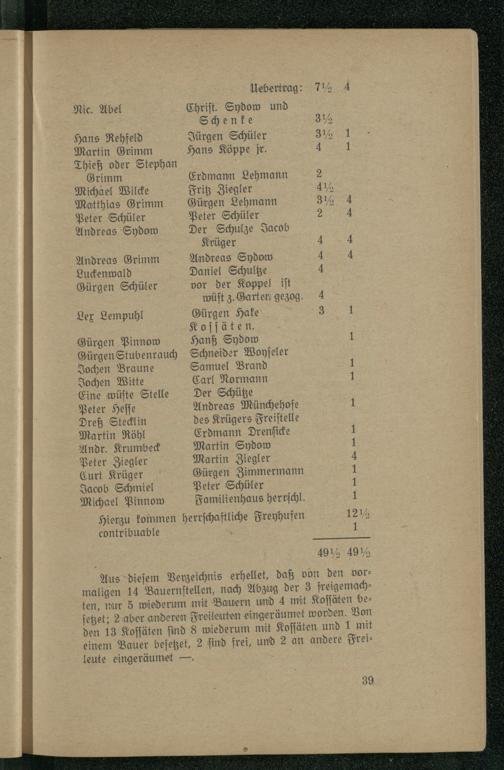 Uebertrag: 7½ 4
Nic. Abel Christ. Sydow und
Schenke 3½
Hans Rehfeld Jürgen Schüler 3½ 1
Martin Grimm Hans Köppe jr. 4 1
Thieß oder Stephan
Grimm Erdmann Lehmann 2
Michael Wilcke Fritz Ziegler 4½
Matthias Grimm Gürgen Lehmann 3½ 4
Peter Schüler Peter Schüler 2 4
Andreas Sydow Der Schulze Jacob
Krüger 4 4
Andreas Grimm Andreas Sydow 4 4
Luckenwald Daniel Schultze 4
Gürgen Schüler vor der Koppel ist
wüst z. Garten gezog. 4
Lex Lempuhl Gürgen Hake 3 1
Kossäten.
Gürgen Pinnow Hanß Sydow 1
Gürgen Stubenrauch Schneider Woyseler
Jochen Braune Samuel Brand 1
Jochen Witte Carl Normann 1
Eine wüste Stelle Der Schütze
Peter Hesse Andreas Münchehofe 1
Dreß Stecklin des Krügers Freistelle
Martin Röhl Erdmann Drensicke 1
Andr. Krumbeck Martin Sydow 1
Peter Ziegler Martin Ziegler 4
Curt Krüger Gürgen Zimmermann 1
Jacob Schmiel Peter Schüler 1
Michael Pinnow Familienhaus herrschl. 1
Hierzu kommen herrschaftliche Freyhufen 12½
contribuable 1
49½ 49½
Aus diesem Verzeichnis erhellet, daß von den vor-
maligen 14 Bauernstellen, nach Abzug der 3 freigemach-
ten, nur 5 wiederum mit Bauern und 4 mit Kossäten be-
setzet; 2 aber anderen Freileuten eingeräumet worden. Von
den 13 Kossäten sind 8 wiederum mit Kossäten und 1 mit
einem Bauer besetzet, 2 sind frei, und 2 an andere Frei-
leute eingeräumet —.
39